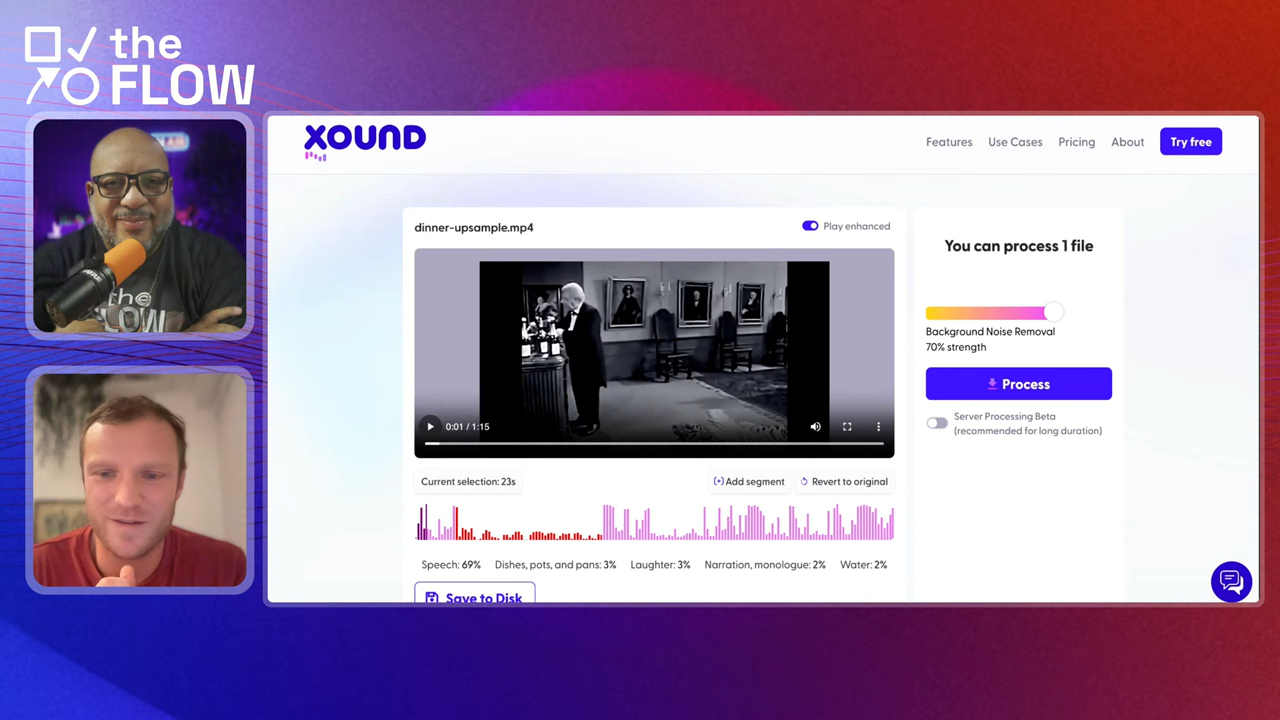 the
FLOW
XOUND
Features
Use Cases
Pricing
About
Try free
dinner-upsample.mp4
Play enhanced
0:01 / 1:15
Current selection: 23s
Add segment
Revert to original
Speech: 69%
Dishes, pots, and pans: 3%
Laughter: 3%
Narration, monologue: 2%
Water: 2%
Save to Disk
You can process 1 file
Background Noise Removal
70% strength
Process
Server Processing Beta
(recommended for long duration)
the
FLOW